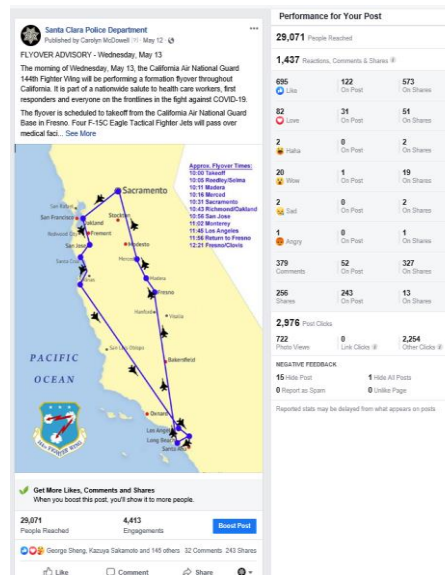 Santa Clara Police Department
Published by Carolyn McDowell · May 12 ·
FLYOVER ADVISORY - Wednesday, May 13
The morning of Wednesday, May 13, the California Air National Guard
144th Fighter Wing will be performing a formation flyover throughout
California. It is part of a nationwide salute to health care workers, first
responders and everyone on the frontlines in the fight against COVID-19.
The flyover is scheduled to takeoff from the California Air National Guard
Base in Fresno. Four F-15C Eagle Tactical Fighter Jets will pass over
medical faci... See More
Approx. Flyover Times:
10:00 Takeoff
10:05 Reedley/Selma
10:11 Madera
10:16 Merced
10:31 Sacramento
10:43 Richmond/Oakland
10:56 San Jose
11:02 Monterey
11:45 Los Angeles
11:56 Return to Fresno
12:21 Fresno/Clovis
Sacramento
San Rafael
Stockton
San Francisco
Oakland
Redwood City
Fremont
San Jose
Modesto
Santa Cruz
Merced
Madera
Salinas
Fresno
Hanford
Visalia
San Luis Obispo
Bakersfield
PACIFIC
OCEAN
Oxnard
Los Angeles
Long Beach
Santa Ana
144th FIGHTER WING
Get More Likes, Comments and Shares
When you boost this post, you'll show it to more people.
29,071
People Reached
4,413
Engagements
Boost Post
George Sheng, Kazuya Sakamoto and 146 others 32 Comments 243 Shares
Like Comment Share
Performance for Your Post
29,071 People Reached
1,437 Reactions, Comments & Shares
695 122 573
Like On Post On Shares
82 31 51
Love On Post On Shares
2 0 2
Haha On Post On Shares
20 1 19
Wow On Post On Shares
2 0 2
Sad On Post On Shares
1 0 1
Angry On Post On Shares
379 52 327
Comments On Post On Shares
256 243 13
Shares On Post On Shares
2,976 Post Clicks
722 0 2,254
Photo Views Link Clicks Other Clicks
NEGATIVE FEEDBACK
15 Hide Post 1 Hide All Posts
0 Report as Spam 0 Unlike Page
Reported stats may be delayed from what appears on posts